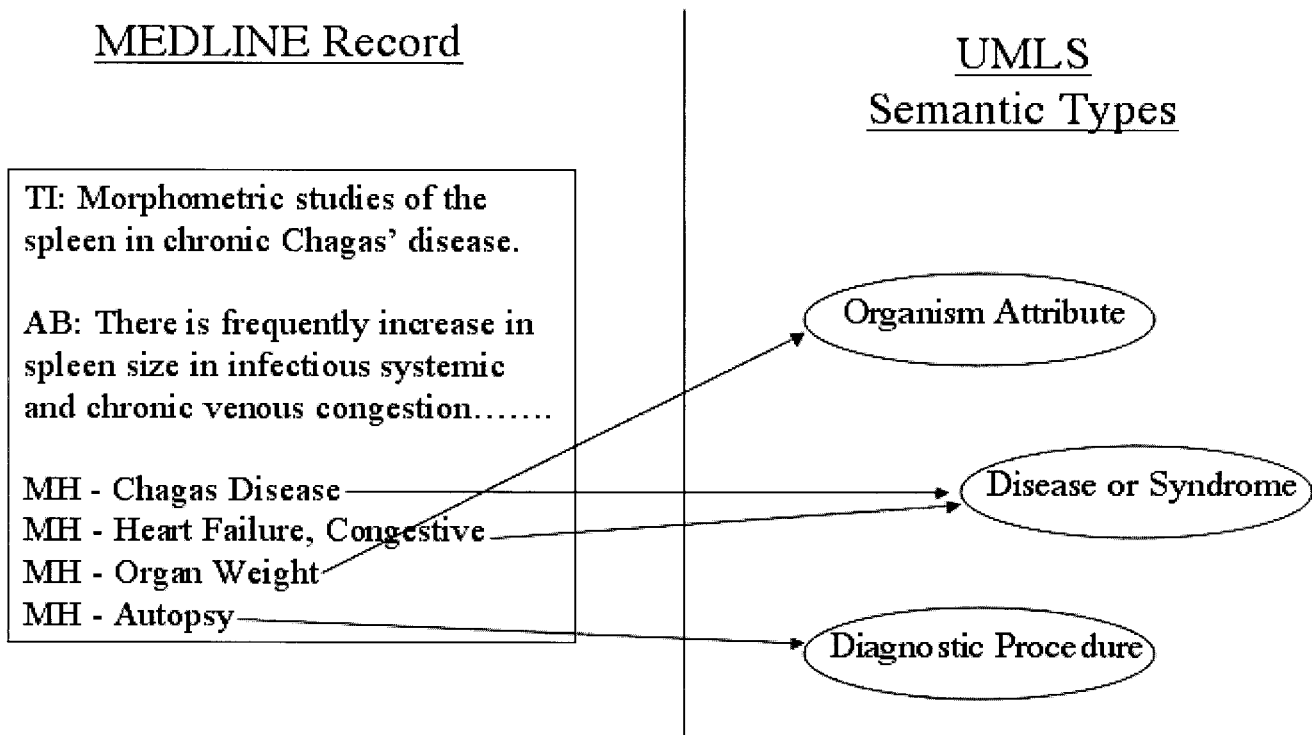 MEDLINE Record
UMLS
Semantic Types
TI: Morphometric studies of the
spleen in chronic Chagas’ disease.
AB: There is frequently increase in
spleen size in infectious systemic
and chronic venous congestion…….
MH - Chagas Disease
MH - Heart Failure, Congestive
MH - Organ Weight
MH - Autopsy
Organism Attribute
Disease or Syndrome
Diagnostic Procedure